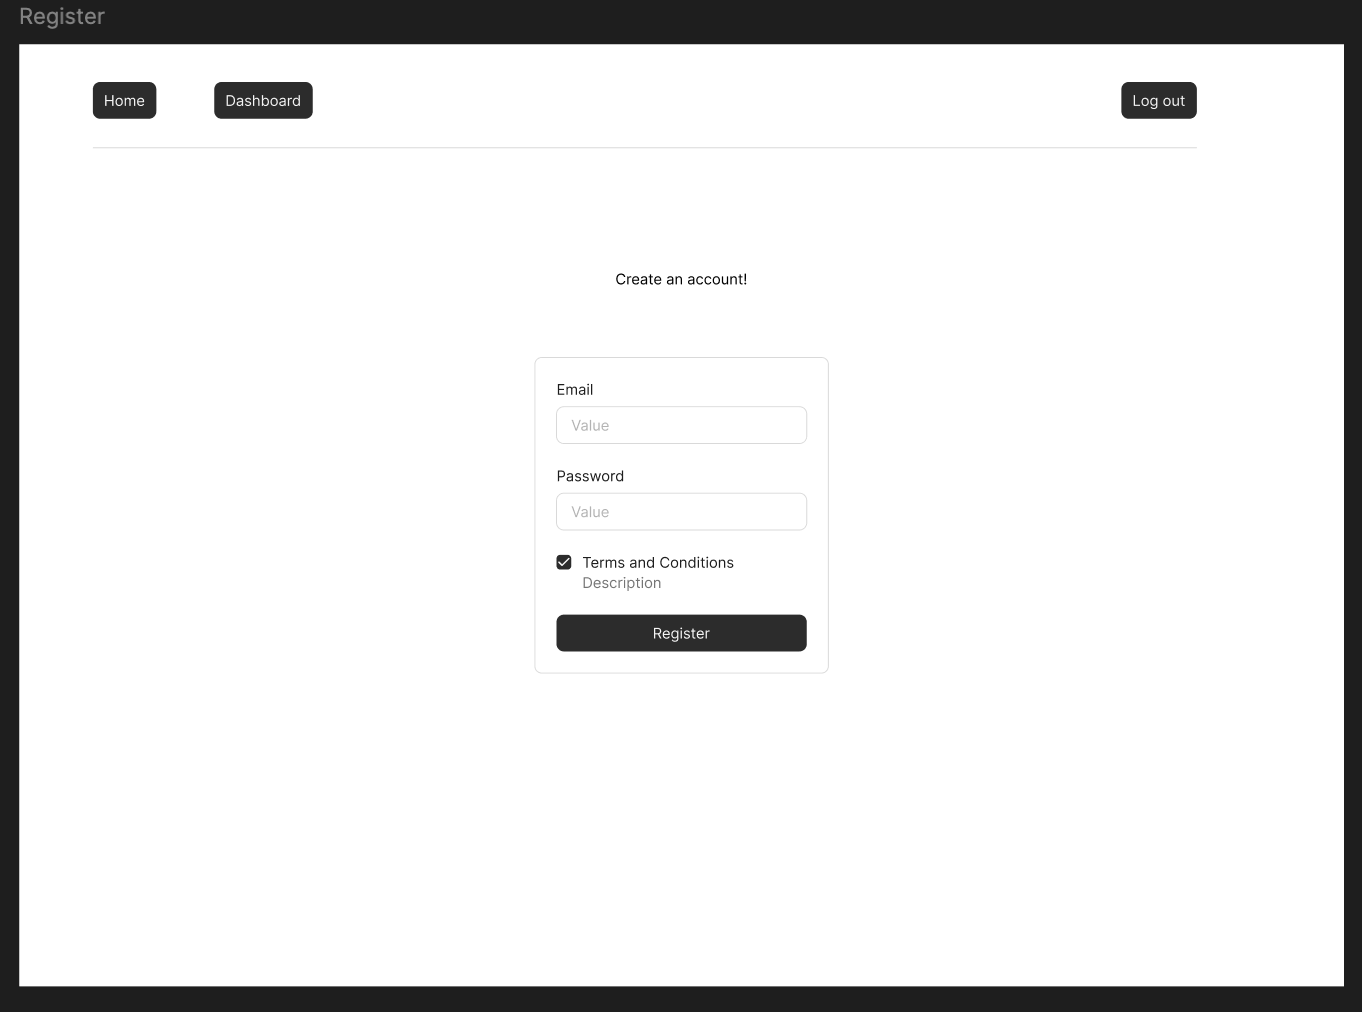 Register
Home
Dashboard
Log out
Create an account!
Email
Value
Password
Value
Terms and Conditions
Description
Register